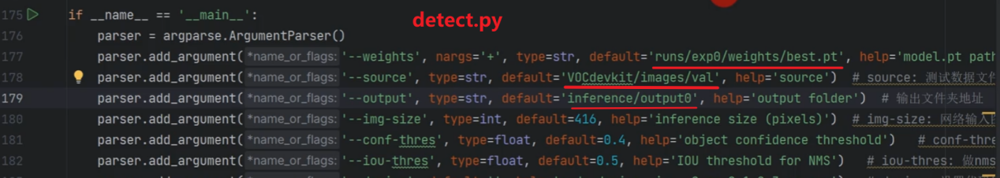 detect.py
175 if __name__ == '__main__':
176 parser = argparse.ArgumentParser()
177 parser.add_argument( *name_or_flags: '--weights', nargs='+', type=str, default='runs/exp0/weights/best.pt', help='model.pt path
178 parser.add_argument( *name_or_flags: '--source', type=str, default='VOCdevkit/images/val', help='source') # source: 测试数据文件
179 parser.add_argument( *name_or_flags: '--output', type=str, default='inference/output0', help='output folder') # 输出文件夹地址
180 parser.add_argument( *name_or_flags: '--img-size', type=int, default=416, help='inference size (pixels)') # img-size: 网络输入
181 parser.add_argument( *name_or_flags: '--conf-thres', type=float, default=0.4, help='object confidence threshold') # conf-thre
182 parser.add_argument( *name_or_flags: '--iou-thres', type=float, default=0.5, help='IOU threshold for NMS') # iou-thres: 做nms